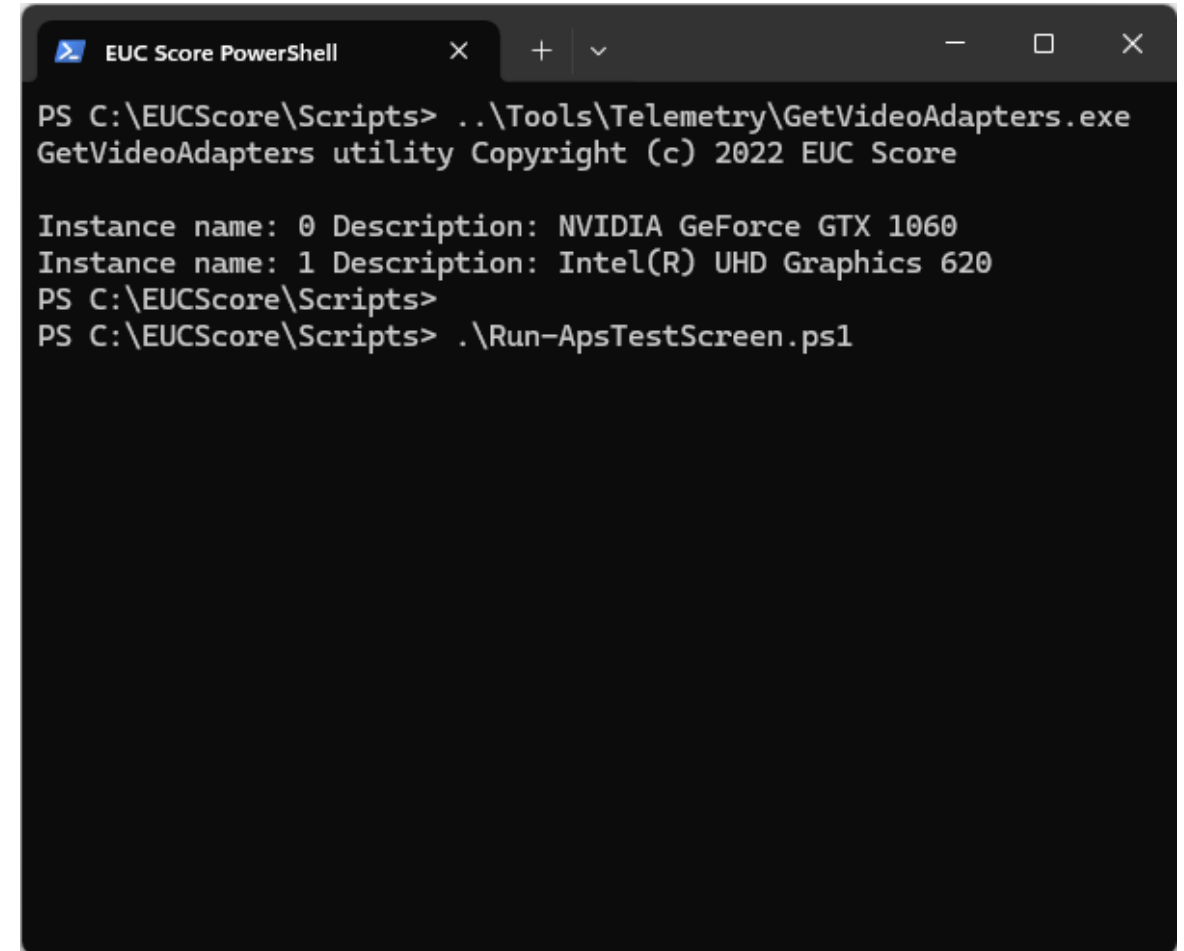 EUC Score PowerShell
PS C:\EUCScore\Scripts> ..\Tools\Telemetry\GetVideoAdapters.exe
GetVideoAdapters utility Copyright (c) 2022 EUC Score
Instance name: 0 Description: NVIDIA GeForce GTX 1060
Instance name: 1 Description: Intel(R) UHD Graphics 620
PS C:\EUCScore\Scripts>
PS C:\EUCScore\Scripts> .\Run-ApsTestScreen.ps1